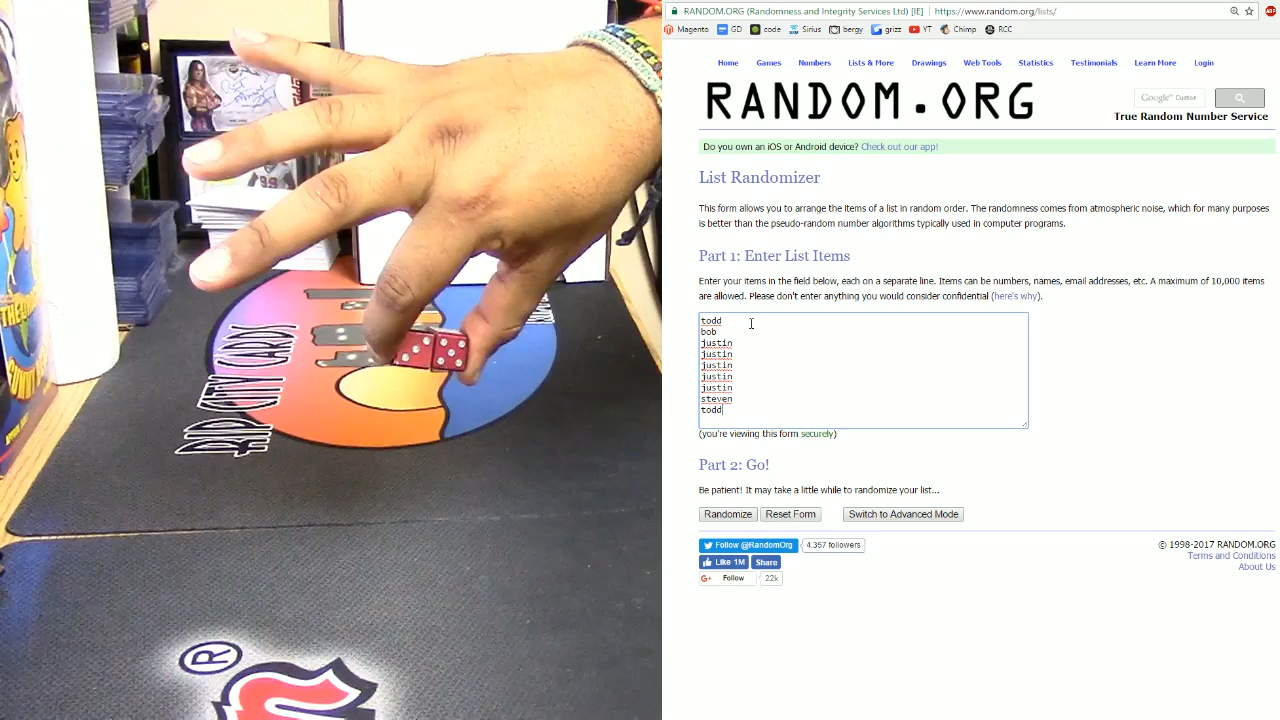 RIP CITY CARDS
99
®
RANDOM.ORG (Randomness and Integrity Services Ltd) [IE] https://www.random.org/lists/
Magento GD code Sirius bergy grizz YT Chimp RCC
Home Games Numbers Lists & More Drawings Web Tools Statistics Testimonials Learn More Login
RANDOM.ORG
Google™ Custom
True Random Number Service
Do you own an iOS or Android device? Check out our app!
List Randomizer
This form allows you to arrange the items of a list in random order. The randomness comes from atmospheric noise, which for many purposes
is better than the pseudo-random number algorithms typically used in computer programs.
Part 1: Enter List Items
Enter your items in the field below, each on a separate line. Items can be numbers, names, email addresses, etc. A maximum of 10,000 items
are allowed. Please don't enter anything you would consider confidential (here's why).
todd
bob
justin
justin
justin
justin
justin
steven
todd
(you're viewing this form securely)
Part 2: Go!
Be patient! It may take a little while to randomize your list...
Randomize Reset Form Switch to Advanced Mode
Follow @RandomOrg 4,357 followers
Like 1M Share
G+ Follow 22k
© 1998-2017 RANDOM.ORG
Terms and Conditions
About Us